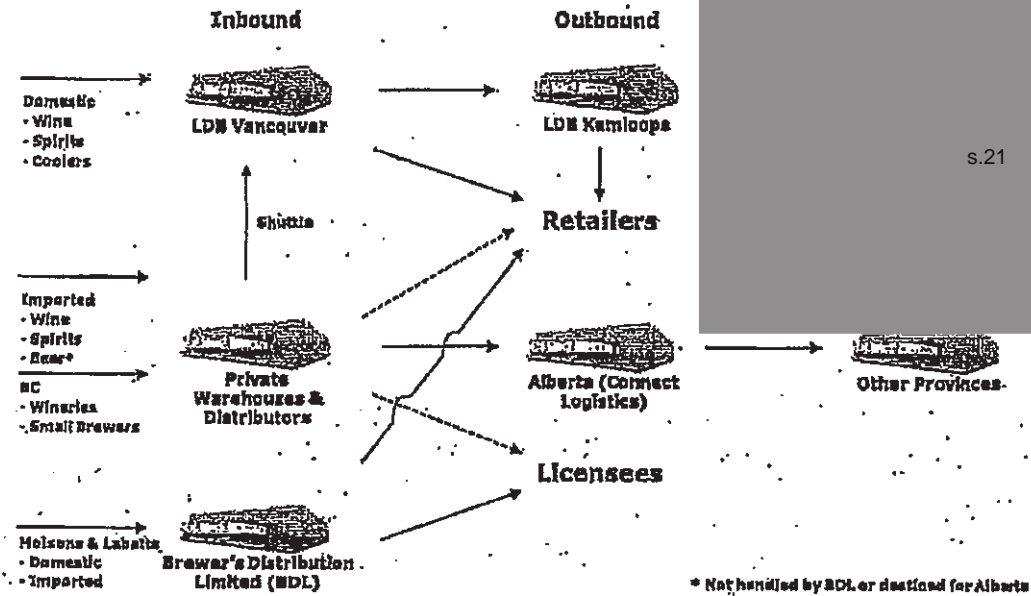 Inbound
Outbound
Domestic
- Wine
- Spirits
- Coolers
LDB Vancouver
LDB Kamloops
s.21
Shuttle
Retailers
Imported
- Wine
- Spirits
- Beer*
BC
- Wineries
- Small Brewers
Private
Warehouses &
Distributors
Alberta (Connect
Logistics)
Other Provinces
Licensees
Molsons & Labatts
- Domestic
- Imported
Brewer's Distribution
Limited (BDL)
* Not handled by BDL or destined for Alberta